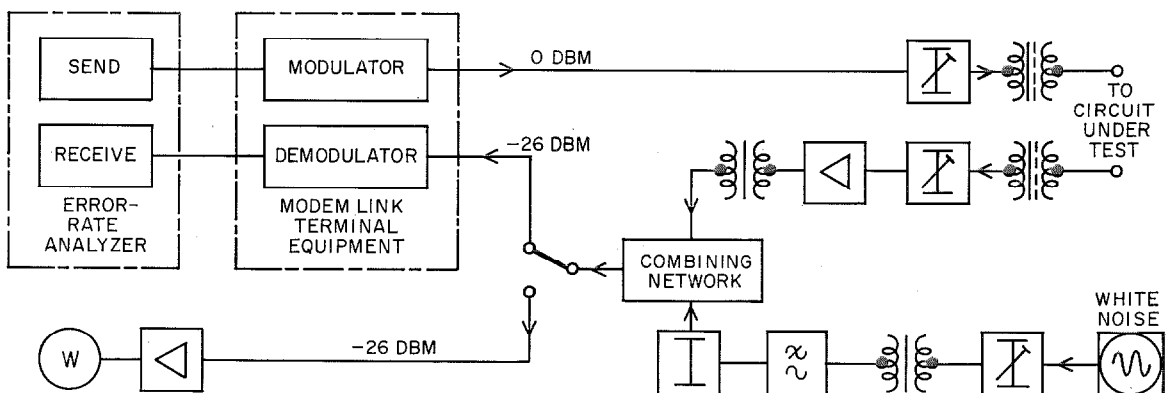 SEND
MODULATOR
0 DBM
TO
CIRCUIT
UNDER
TEST
RECEIVE
DEMODULATOR
-26 DBM
ERROR-
RATE
ANALYZER
MODEM LINK
TERMINAL
EQUIPMENT
COMBINING
NETWORK
WHITE
NOISE
W
-26 DBM